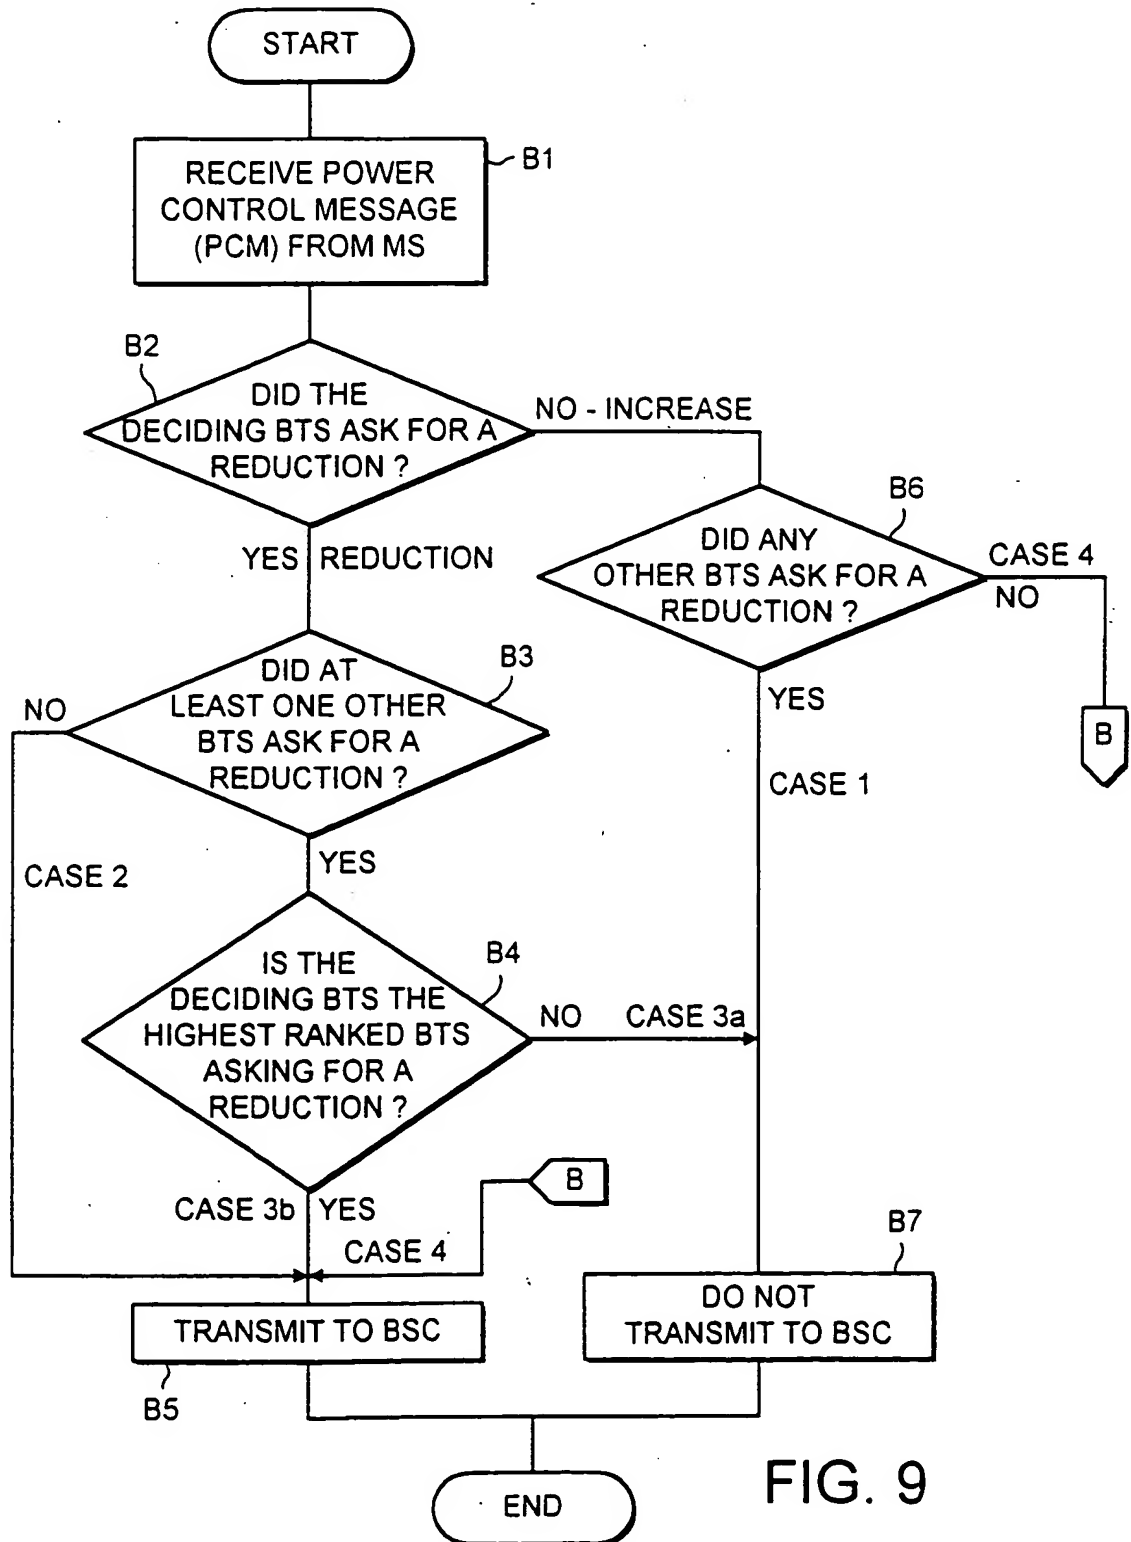 START
RECEIVE POWER
CONTROL MESSAGE
(PCM) FROM MS
B1
B2
DID THE
DECIDING BTS ASK FOR A
REDUCTION ?
NO - INCREASE
YES REDUCTION
B6
DID ANY
OTHER BTS ASK FOR A
REDUCTION ?
CASE 4
NO
YES
B
CASE 1
B3
DID AT
LEAST ONE OTHER
BTS ASK FOR A
REDUCTION ?
NO
CASE 2
YES
B4
IS THE
DECIDING BTS THE
HIGHEST RANKED BTS
ASKING FOR A
REDUCTION ?
NO CASE 3a
CASE 3b YES
B
CASE 4
TRANSMIT TO BSC
B5
B7
DO NOT
TRANSMIT TO BSC
END
FIG. 9